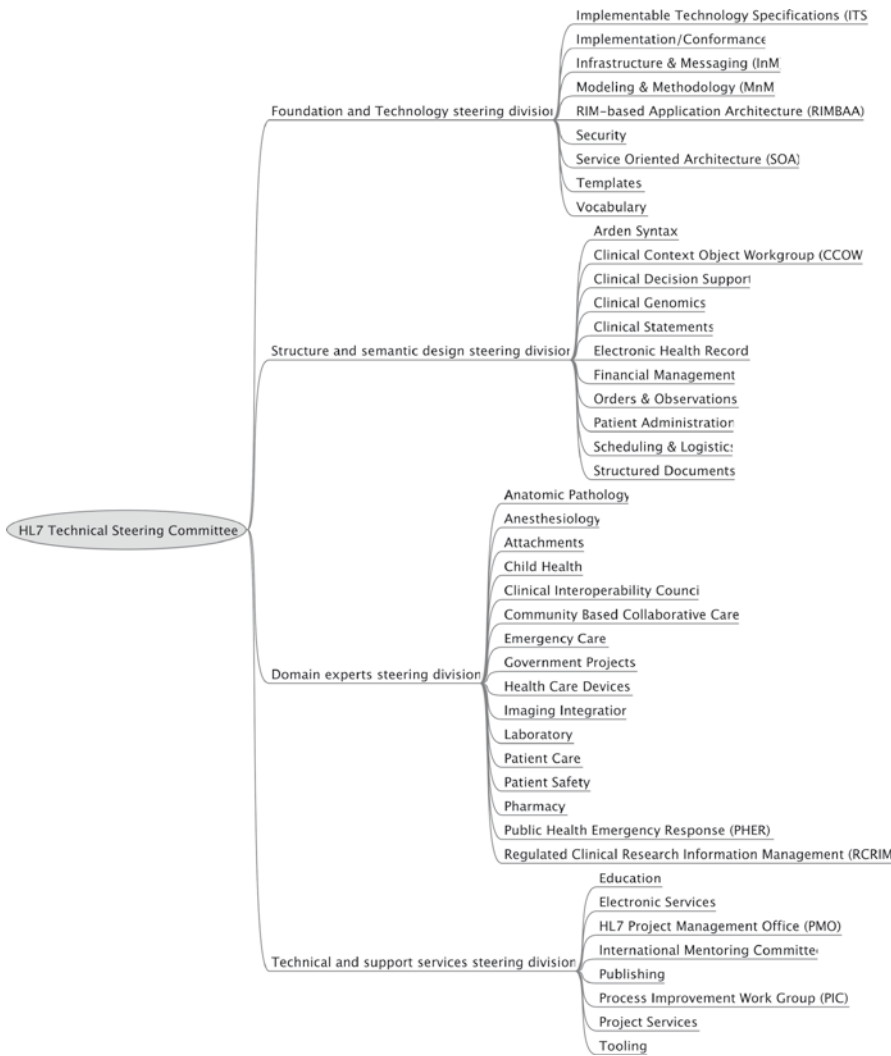 HL7 Technical Steering Committee
Foundation and Technology steering division
Implementable Technology Specifications (ITS
Implementation/Conformance
Infrastructure & Messaging (InM
Modeling & Methodology (MnM
RIM-based Application Architecture (RIMBAA)
Security
Service Oriented Architecture (SOA)
Templates
Vocabulary
Structure and semantic design steering division
Arden Syntax
Clinical Context Object Workgroup (CCOW
Clinical Decision Support
Clinical Genomics
Clinical Statements
Electronic Health Record
Financial Management
Orders & Observations
Patient Administration
Scheduling & Logistics
Structured Documents
Domain experts steering division
Anatomic Pathology
Anesthesiology
Attachments
Child Health
Clinical Interoperability Counci
Community Based Collaborative Care
Emergency Care
Government Projects
Health Care Devices
Imaging Integration
Laboratory
Patient Care
Patient Safety
Pharmacy
Public Health Emergency Response (PHER)
Regulated Clinical Research Information Management (RCRIM
Technical and support services steering division
Education
Electronic Services
HL7 Project Management Office (PMO)
International Mentoring Committee
Publishing
Process Improvement Work Group (PIC)
Project Services
Tooling